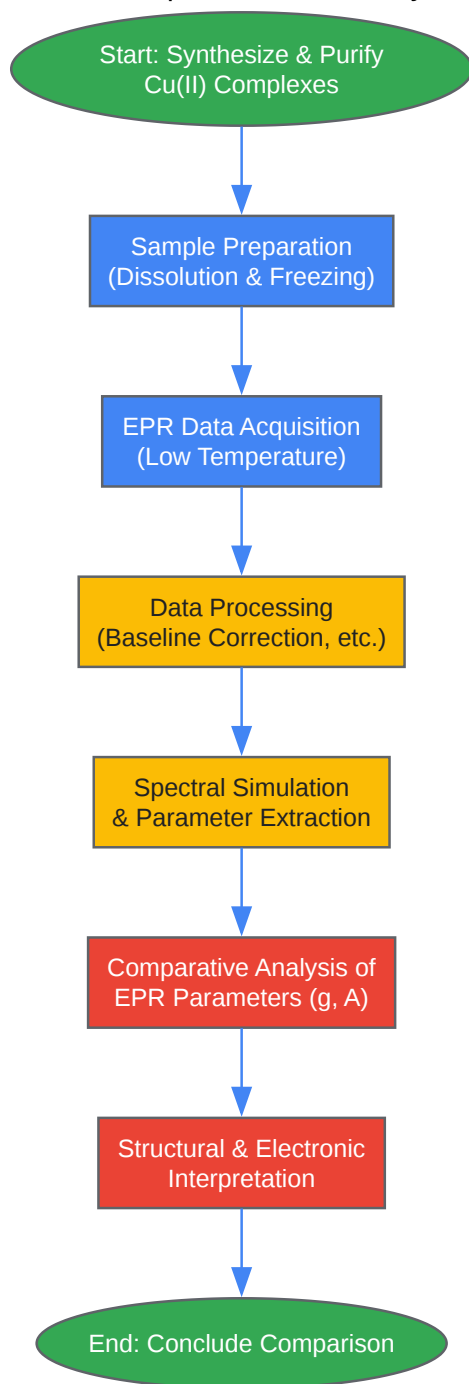 Start: Synthesize & Purify
Cu(II) Complexes
Sample Preparation
(Dissolution & Freezing)
EPR Data Acquisition
(Low Temperature)
Data Processing
(Baseline Correction, etc.)
Spectral Simulation
& Parameter Extraction
Comparative Analysis of
EPR Parameters (g, A)
Structural & Electronic
Interpretation
End: Conclude Comparison